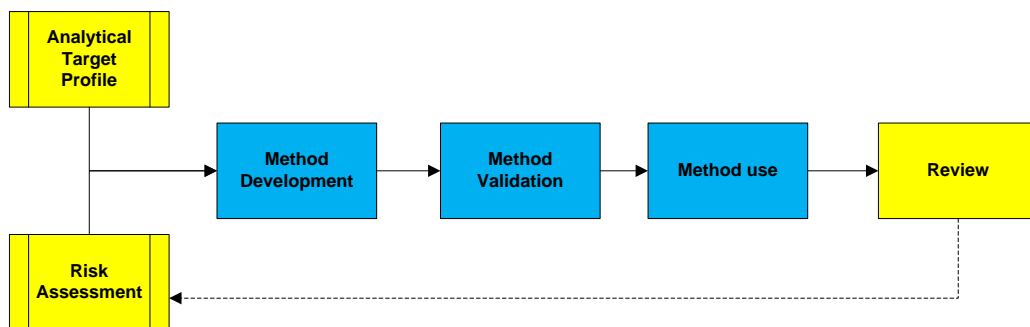 Analytical
Target
Profile
Method
Development
Method
Validation
Method use
Review
Risk
Assessment